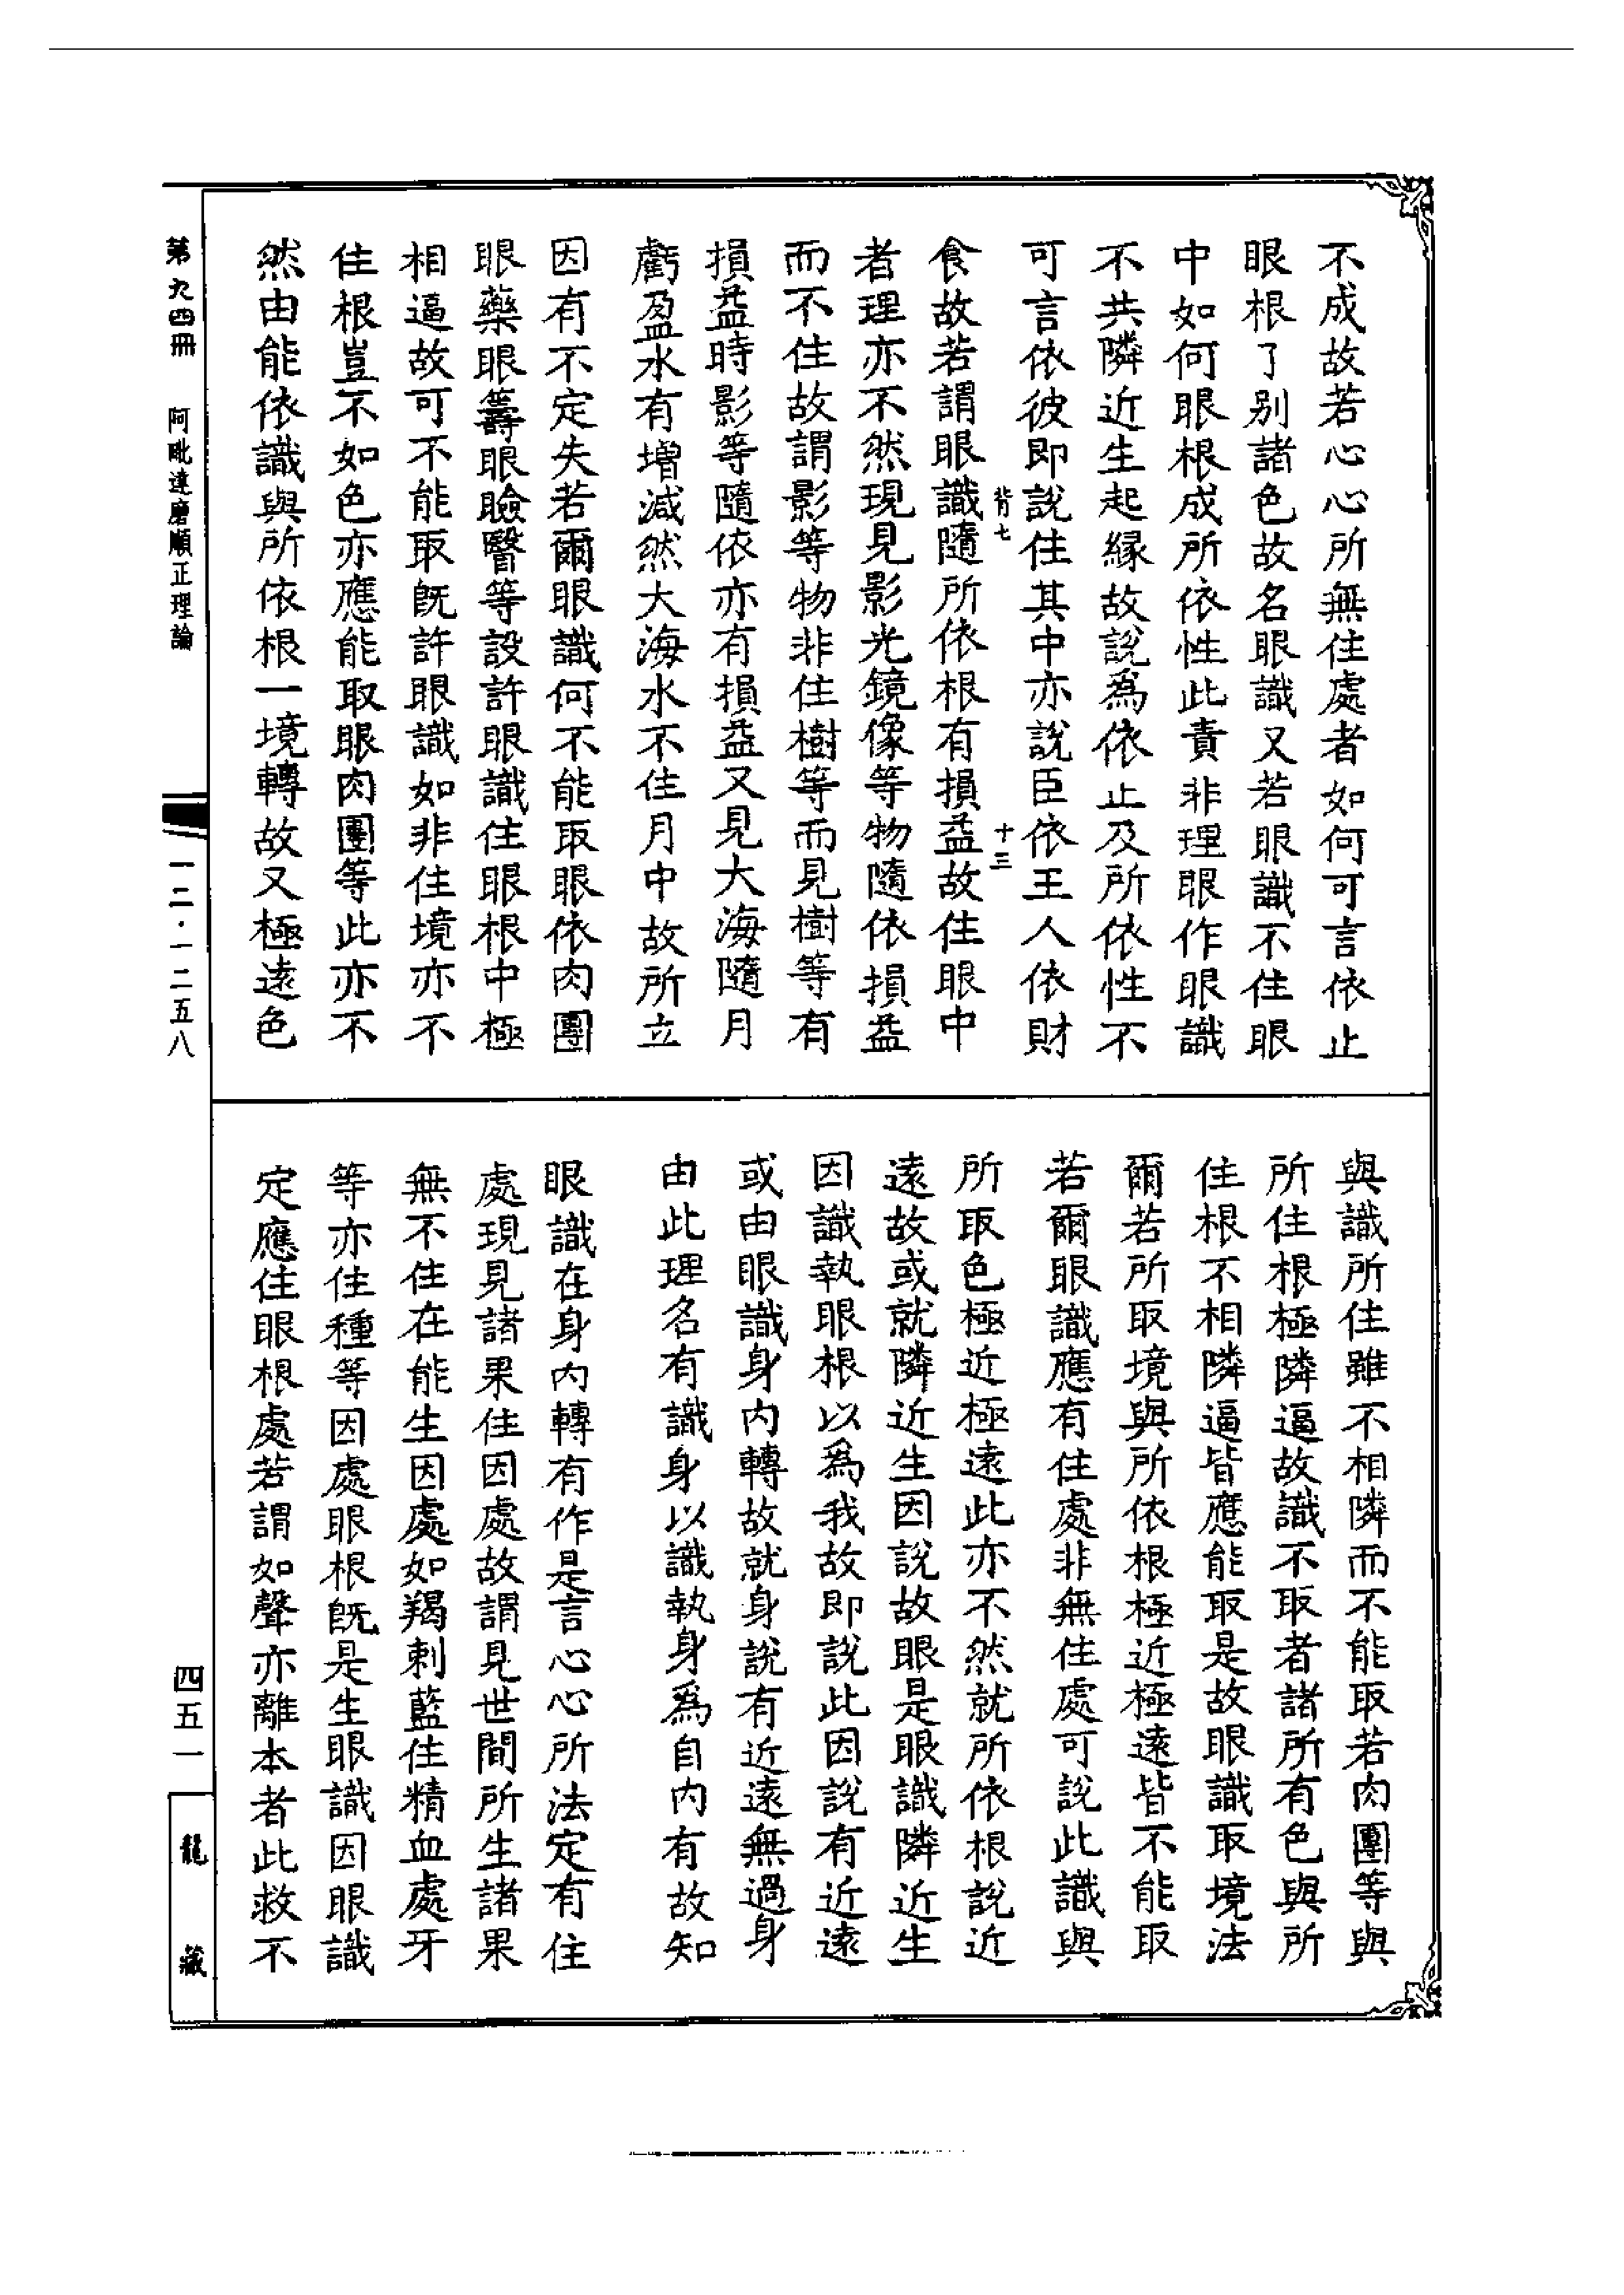 不成故若心心所無住處者如何可言依止
眼根了別諸色故名眼識又若眼識不住眼
中如何眼根成所依性此責非理眼作眼識
不共隣近生起緣故說爲依止及所依性不
可言依彼即說住其中亦說臣依王人依財
背七
十三
食故若謂眼識隨所依根有損益故住眼中
者理亦不然現見影光鏡像等物隨依損益
而不住故謂影等物非住樹等而見樹等有
損益時影等隨依亦有損益又見大海隨月
虧盈水有增減然大海水不住月中故所立
因有不定失若爾眼識何不能取眼依肉團
眼藥眼籌眼瞼瞖等設許眼識住眼根中極
相逼故可不能取旣許眼識如非住境亦不
住根豈不如色亦應能取眼肉團等此亦不
然由能依識與所依根一境轉故又極遠色
與識所住雖不相隣而不能取若肉團等與
所住根極隣逼故識不取者諸所有色與所
住根不相隣逼皆應能取是故眼識取境法
爾若所取境與所依根極近極遠皆不能取
若爾眼識應有住處非無住處可說此識與
所取色極近極遠此亦不然就所依根說近
遠故或就隣近生因說故眼是眼識隣近生
因識執眼根以爲我故即說此因說有近遠
或由眼識身內轉故就身說有近遠無過身
由此理名有識身以識執身爲自內有故知
眼識在身內轉有作是言心心所法定有住
處現見諸果住因處故謂見世間所生諸果
無不住在能生因處如羯剌藍住精血處牙
等亦住種等因處眼根旣是生眼識因眼識
定應住眼根處若謂如聲亦離本者此救不
第九四冊　阿毗達磨順正理論
一二·一二五八
四五一
龍藏